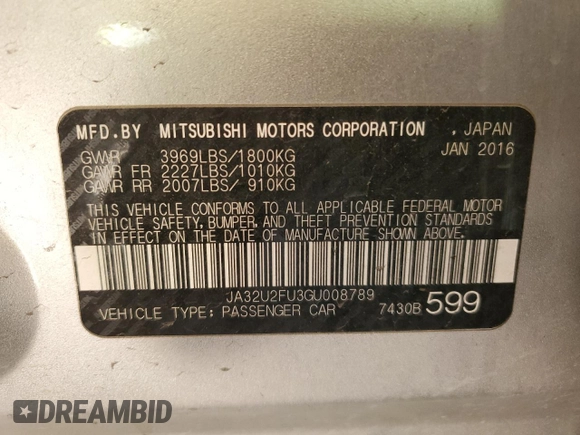 MFD.BY MITSUBISHI MOTORS CORPORATION , JAPAN
JAN 2016
GVWR 3969LBS/1800KG
GAWR FR 2227LBS/1010KG
GAWR RR 2007LBS/ 910KG
THIS VEHICLE CONFORMS TO ALL APPLICABLE FEDERAL MOTOR
VEHICLE SAFETY, BUMPER, AND THEFT PREVENTION STANDARDS
IN EFFECT ON THE DATE OF MANUFACTURE SHOWN ABOVE.
JA32U2FU3GU008789
VEHICLE TYPE: PASSENGER CAR 7430B 599
DREAMBID